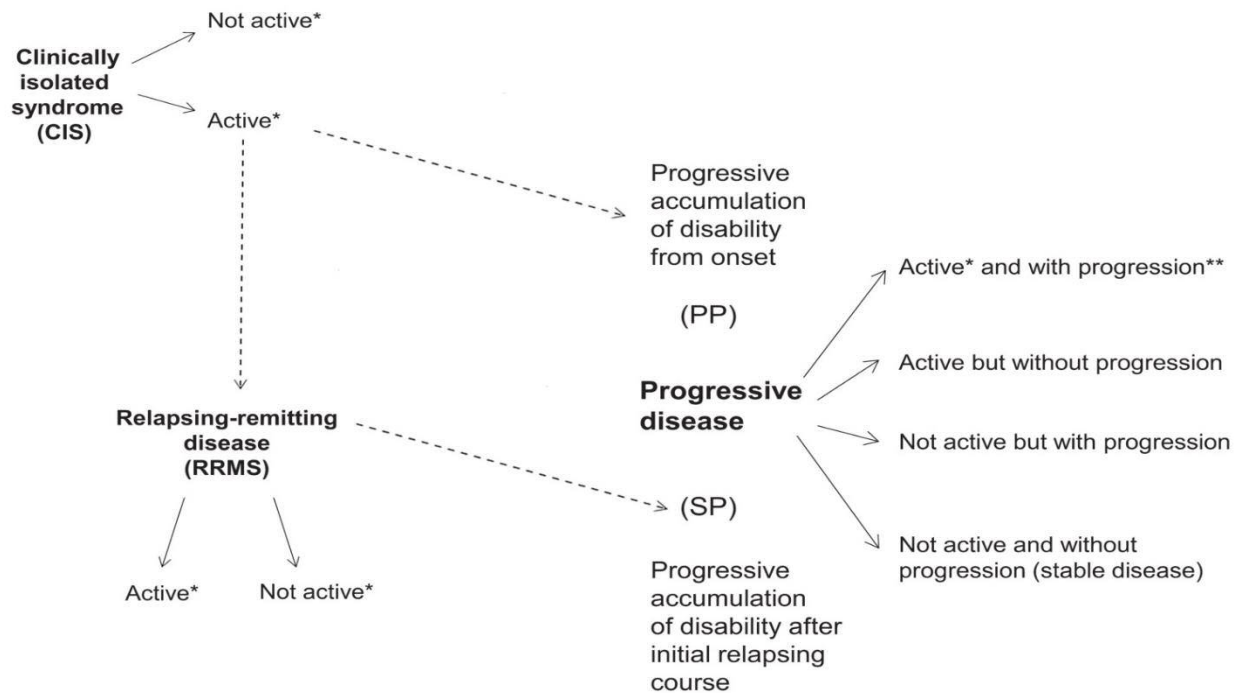 Not active*
Clinically
isolated
syndrome
(CIS)
Active*
Progressive
accumulation
of disability
from onset
(PP)
Progressive
disease
(SP)
Progressive
accumulation
of disability after
initial relapsing
course
Active* and with progression**
Active but without progression
Not active but with progression
Not active and without
progression (stable disease)
Relapsing-remitting
disease
(RRMS)
Active*
Not active*